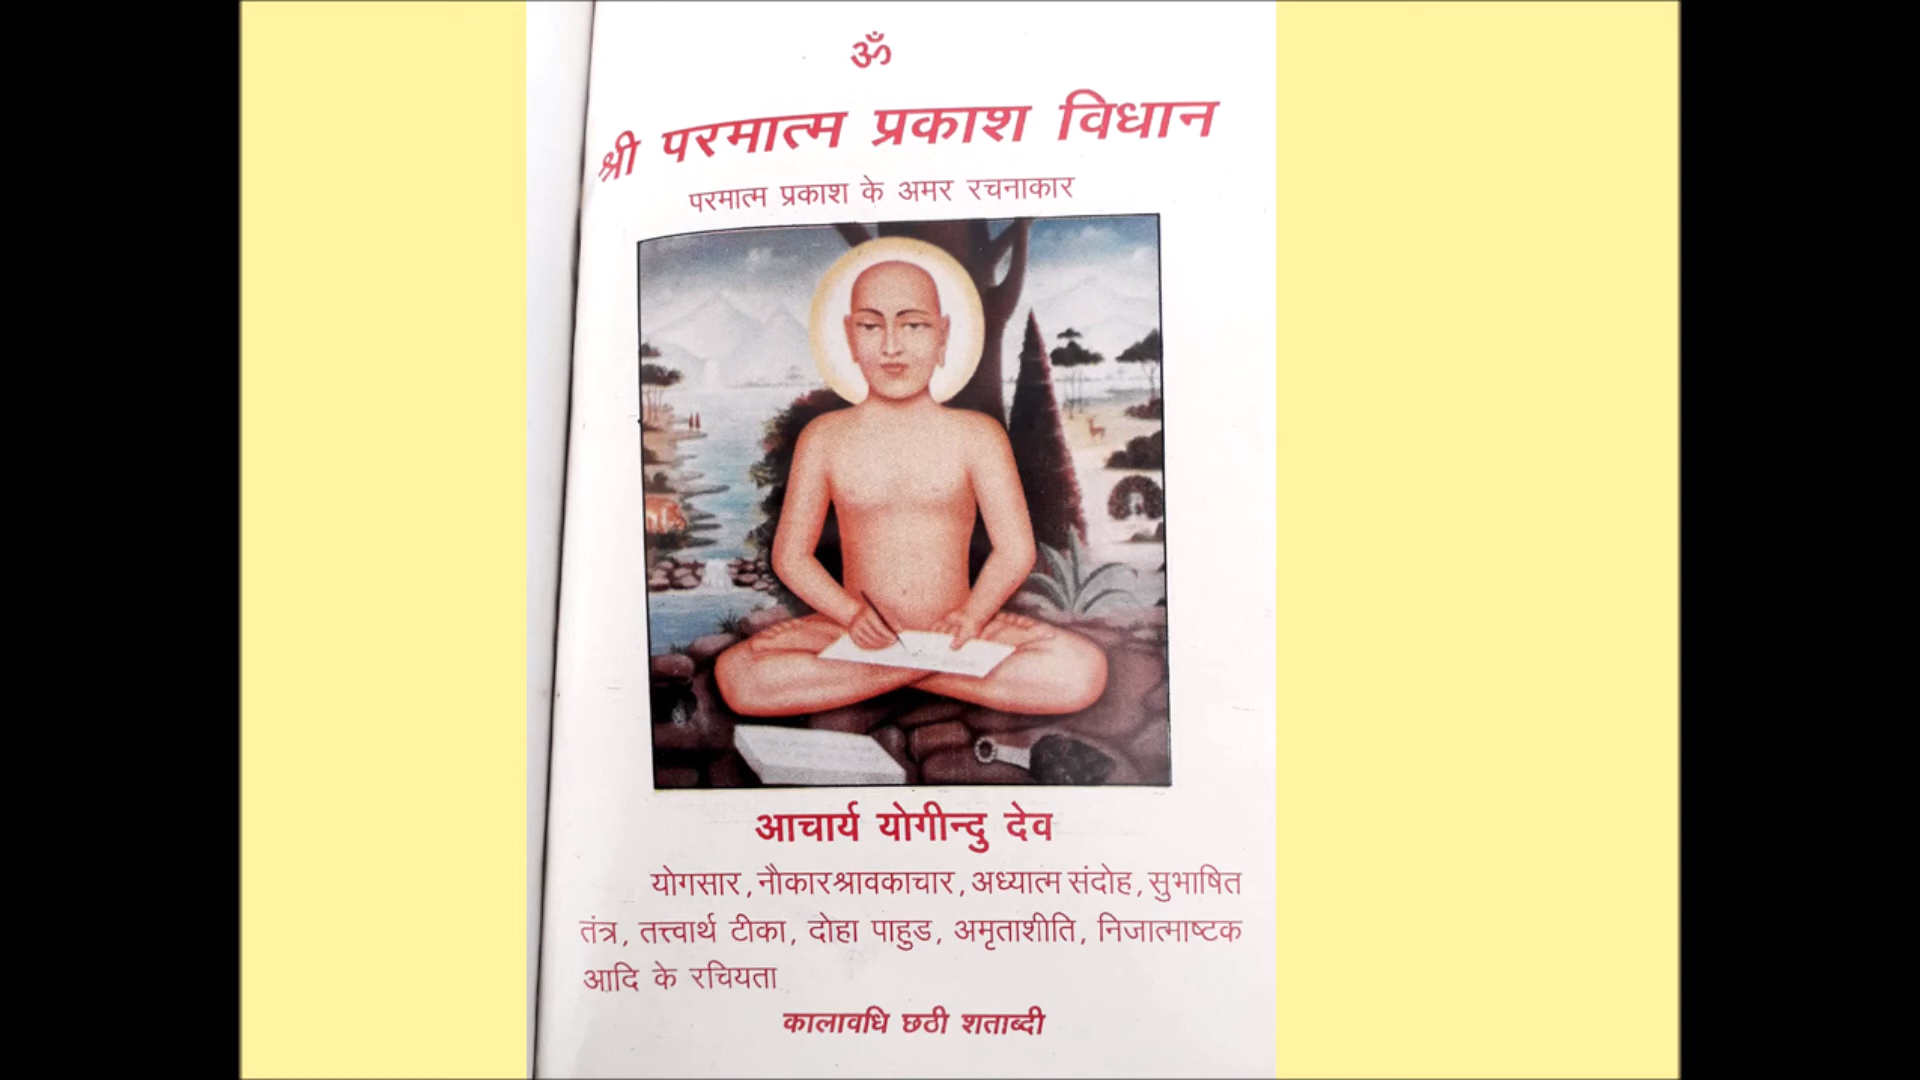 ॐ
श्री परमात्म प्रकाश विधान
परमात्म प्रकाश के अमर रचनाकार
आचार्य योगीन्दु देव
योगसार, नौकारश्रावकाचार, अध्यात्म संदोह, सुभाषित
तंत्र, तत्त्वार्थ टीका, दोहा पाहुड, अमृताशीति, निजात्माष्टक
आदि के रचियता
कालावधि छठी शताब्दी